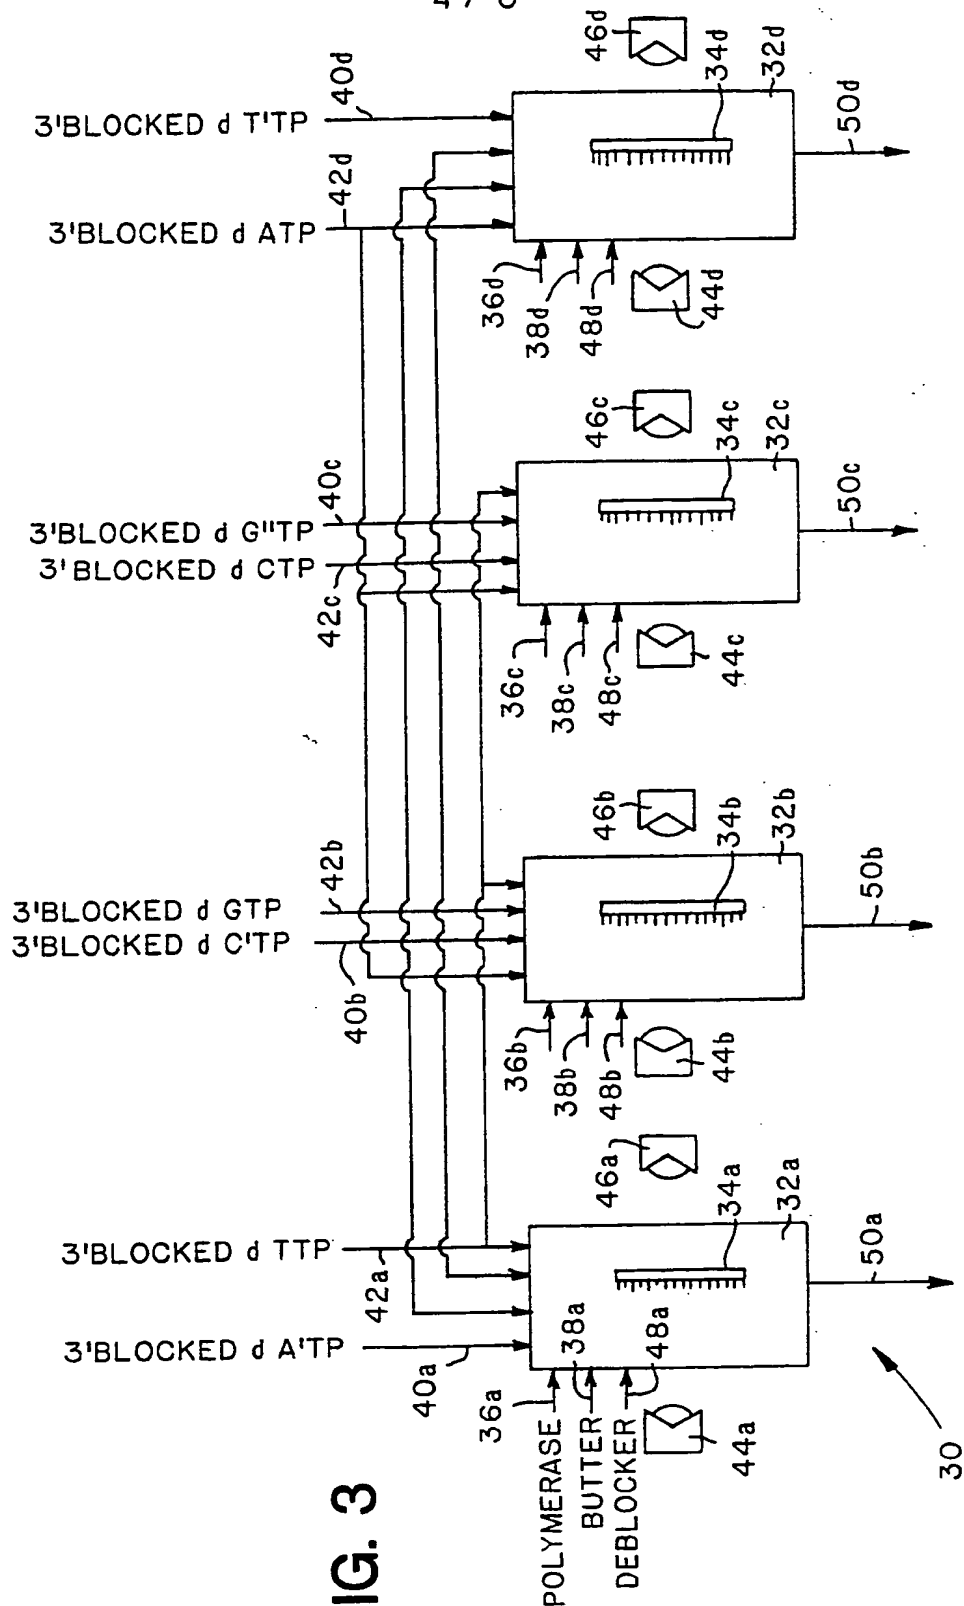 3'BLOCKED d T'TP
40d
3'BLOCKED d ATP
42d
46d
34d
32d
36d
38d
48d
44d
50d
3'BLOCKED d G''TP
40c
3'BLOCKED d CTP
42c
46c
34c
32c
36c
38c
48c
44c
50c
3'BLOCKED d GTP
42b
3'BLOCKED d C'TP
40b
46b
34b
32b
36b
38b
48b
44b
50b
3'BLOCKED d TTP
42a
3'BLOCKED d A'TP
40a
46a
34a
32a
36a
38a
48a
POLYMERASE
BUTTER
DEBLOCKER
44a
50a
30
IG. 3